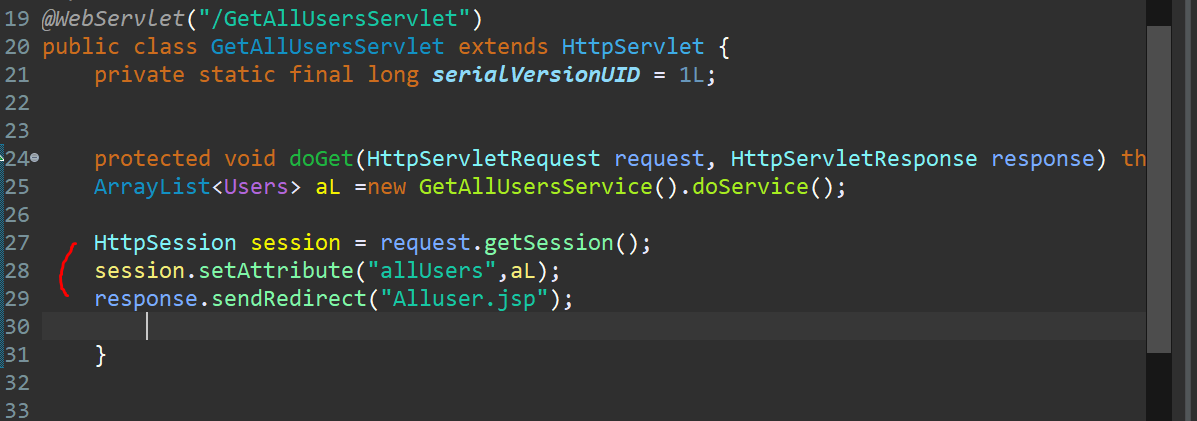 19 @WebServlet("/GetAllUsersServlet")
20 public class GetAllUsersServlet extends HttpServlet {
21 private static final long serialVersionUID = 1L;
22
23
24 protected void doGet(HttpServletRequest request, HttpServletResponse response) th
25 ArrayList<Users> aL =new GetAllUsersService().doService();
26
27 HttpSession session = request.getSession();
28 session.setAttribute("allUsers",aL);
29 response.sendRedirect("Alluser.jsp");
30
31 }
32
33